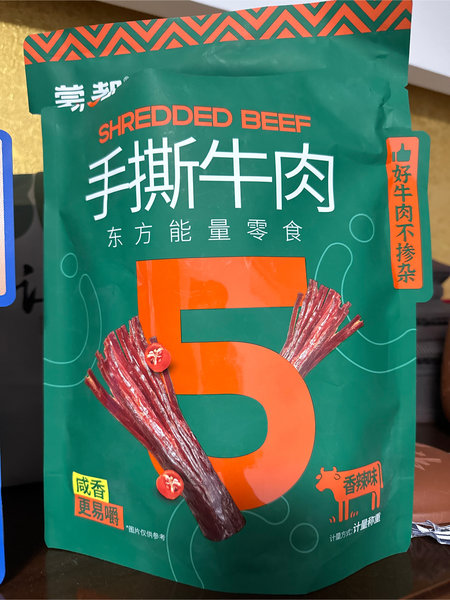 蒙都
SHREDDED BEEF
手撕牛肉
东方能量零食
好牛肉不掺杂
5
咸香
更易嚼
*图片仅供参考
香辣味
计量方式:计量称重